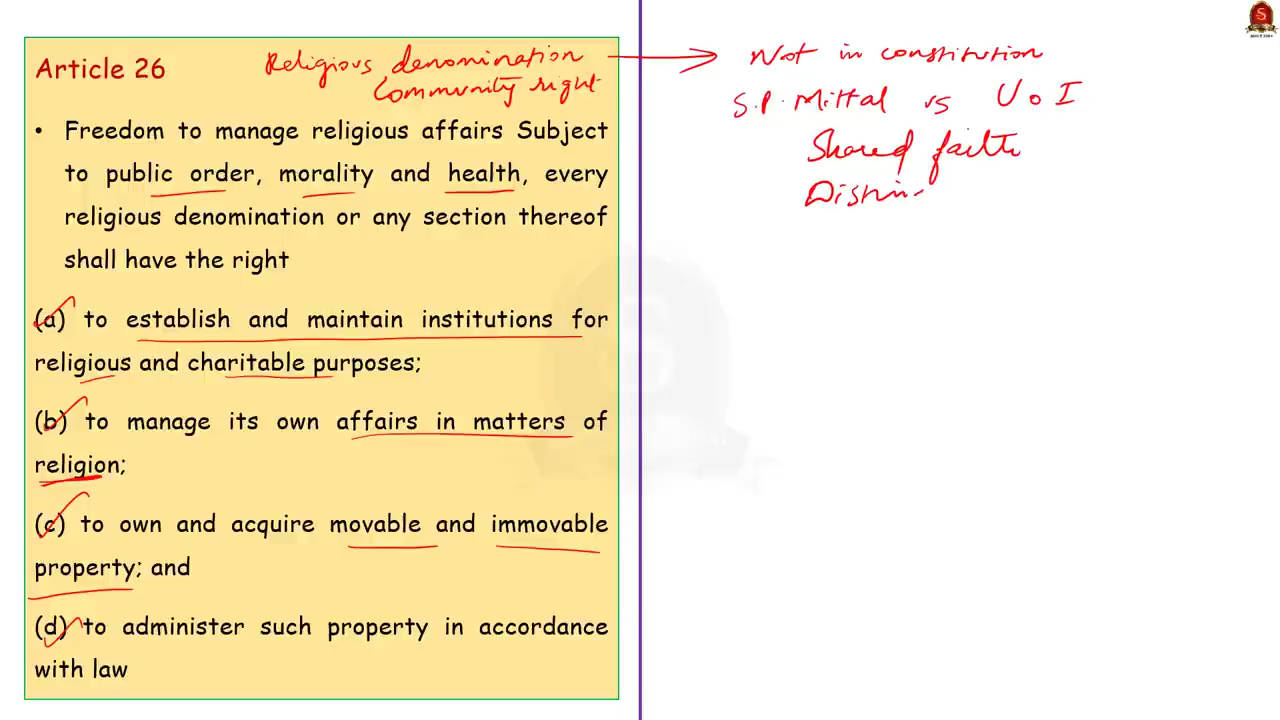 Article 26
Religious denomination
Community right
• Freedom to manage religious affairs Subject
to public order, morality and health, every
religious denomination or any section thereof
shall have the right
(a) to establish and maintain institutions for
religious and charitable purposes;
(b) to manage its own affairs in matters of
religion;
(c) to own and acquire movable and immovable
property; and
(d) to administer such property in accordance
with law
Not in constitution
S.P. Mittal vs U o I
Shared faith
Distin